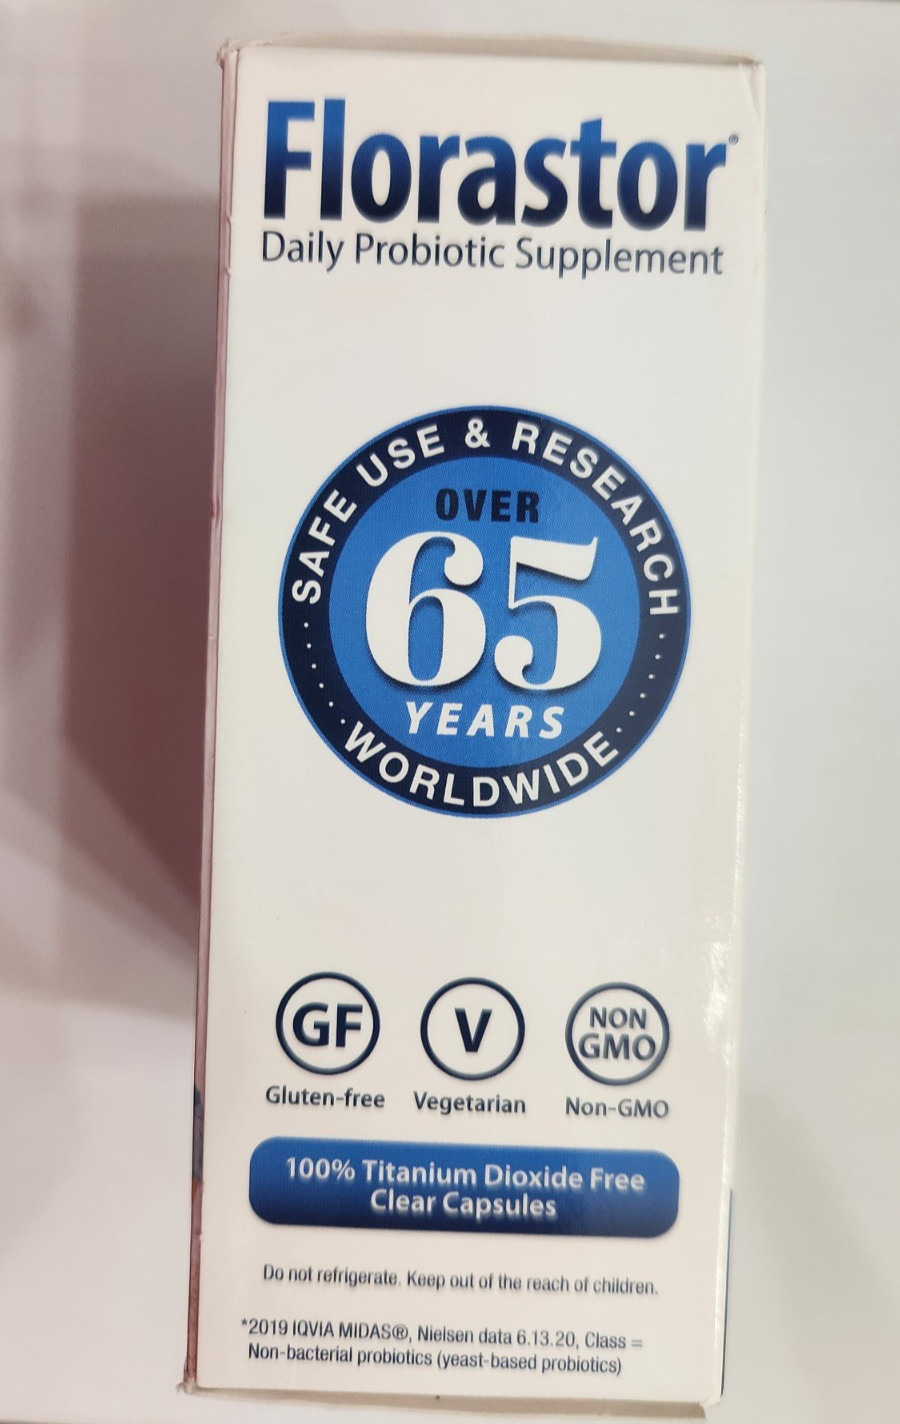 Florastor®
Daily Probiotic Supplement
SAFE USE & RESEARCH
OVER
65
YEARS
WORLDWIDE
GF
V
NON
GMO
Gluten-free
Vegetarian
Non-GMO
100% Titanium Dioxide Free
Clear Capsules
Do not refrigerate. Keep out of the reach of children.
*2019 IQVIA MIDAS®, Nielsen data 6.13.20, Class =
Non-bacterial probiotics (yeast-based probiotics)